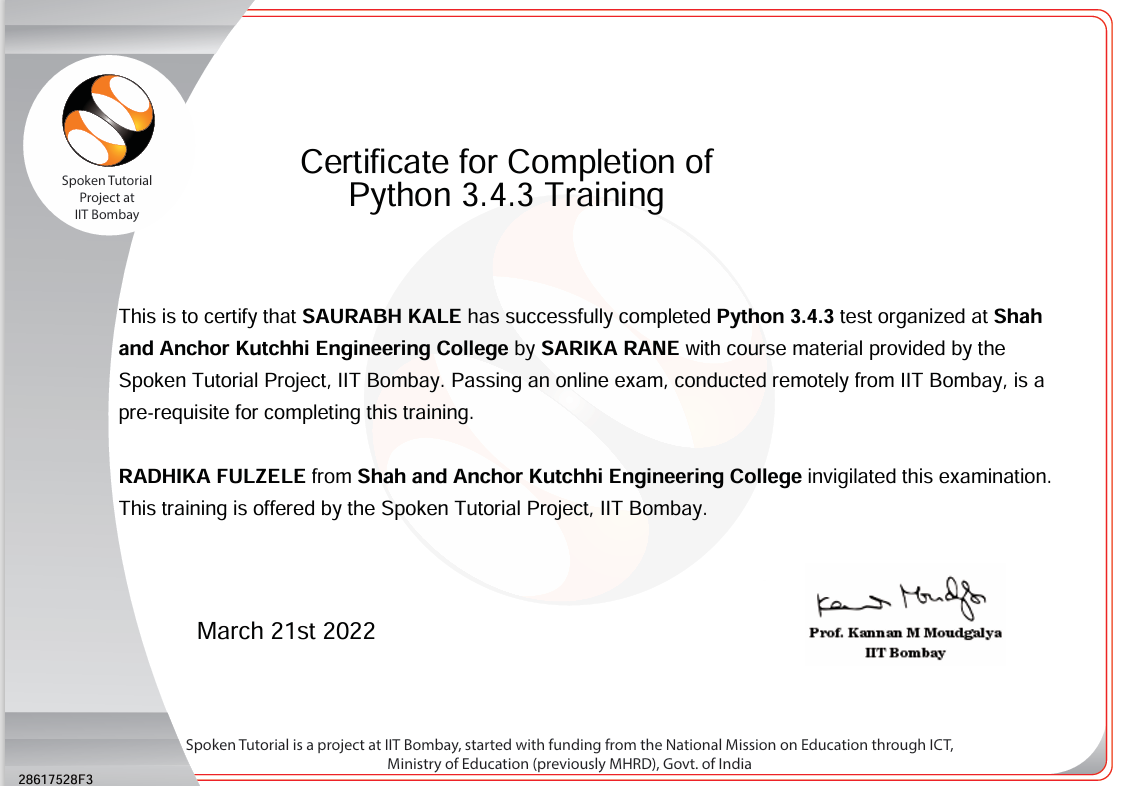 Spoken Tutorial
Project at
IIT Bombay
Certificate for Completion of
Python 3.4.3 Training
This is to certify that SAURABH KALE has successfully completed Python 3.4.3 test organized at Shah
and Anchor Kutchhi Engineering College by SARIKA RANE with course material provided by the
Spoken Tutorial Project, IIT Bombay. Passing an online exam, conducted remotely from IIT Bombay, is a
pre-requisite for completing this training.
RADHIKA FULZELE from Shah and Anchor Kutchhi Engineering College invigilated this examination.
This training is offered by the Spoken Tutorial Project, IIT Bombay.
March 21st 2022
Prof. Kannan M Moudgalya
IIT Bombay
Spoken Tutorial is a project at IIT Bombay, started with funding from the National Mission on Education through ICT,
Ministry of Education (previously MHRD), Govt. of India
28617528F3